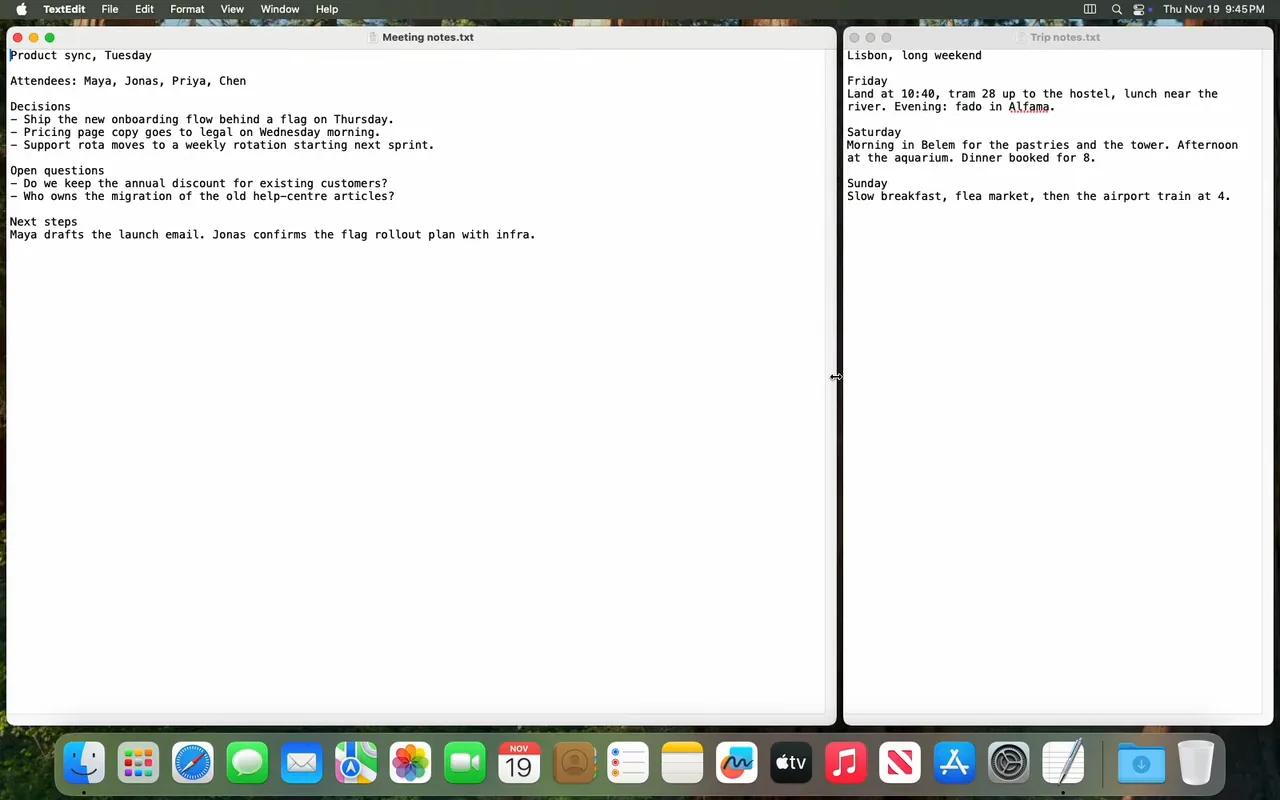 TextEdit File Edit Format View Window Help
Thu Nov 19 9:45 PM
Meeting notes.txt
Product sync, Tuesday
Attendees: Maya, Jonas, Priya, Chen
Decisions
- Ship the new onboarding flow behind a flag on Thursday.
- Pricing page copy goes to legal on Wednesday morning.
- Support rota moves to a weekly rotation starting next sprint.
Open questions
- Do we keep the annual discount for existing customers?
- Who owns the migration of the old help-centre articles?
Next steps
Maya drafts the launch email. Jonas confirms the flag rollout plan with infra.
Trip notes.txt
Lisbon, long weekend
Friday
Land at 10:40, tram 28 up to the hostel, lunch near the
river. Evening: fado in Alfama.
Saturday
Morning in Belem for the pastries and the tower. Afternoon
at the aquarium. Dinner booked for 8.
Sunday
Slow breakfast, flea market, then the airport train at 4.
NOV
19
tv